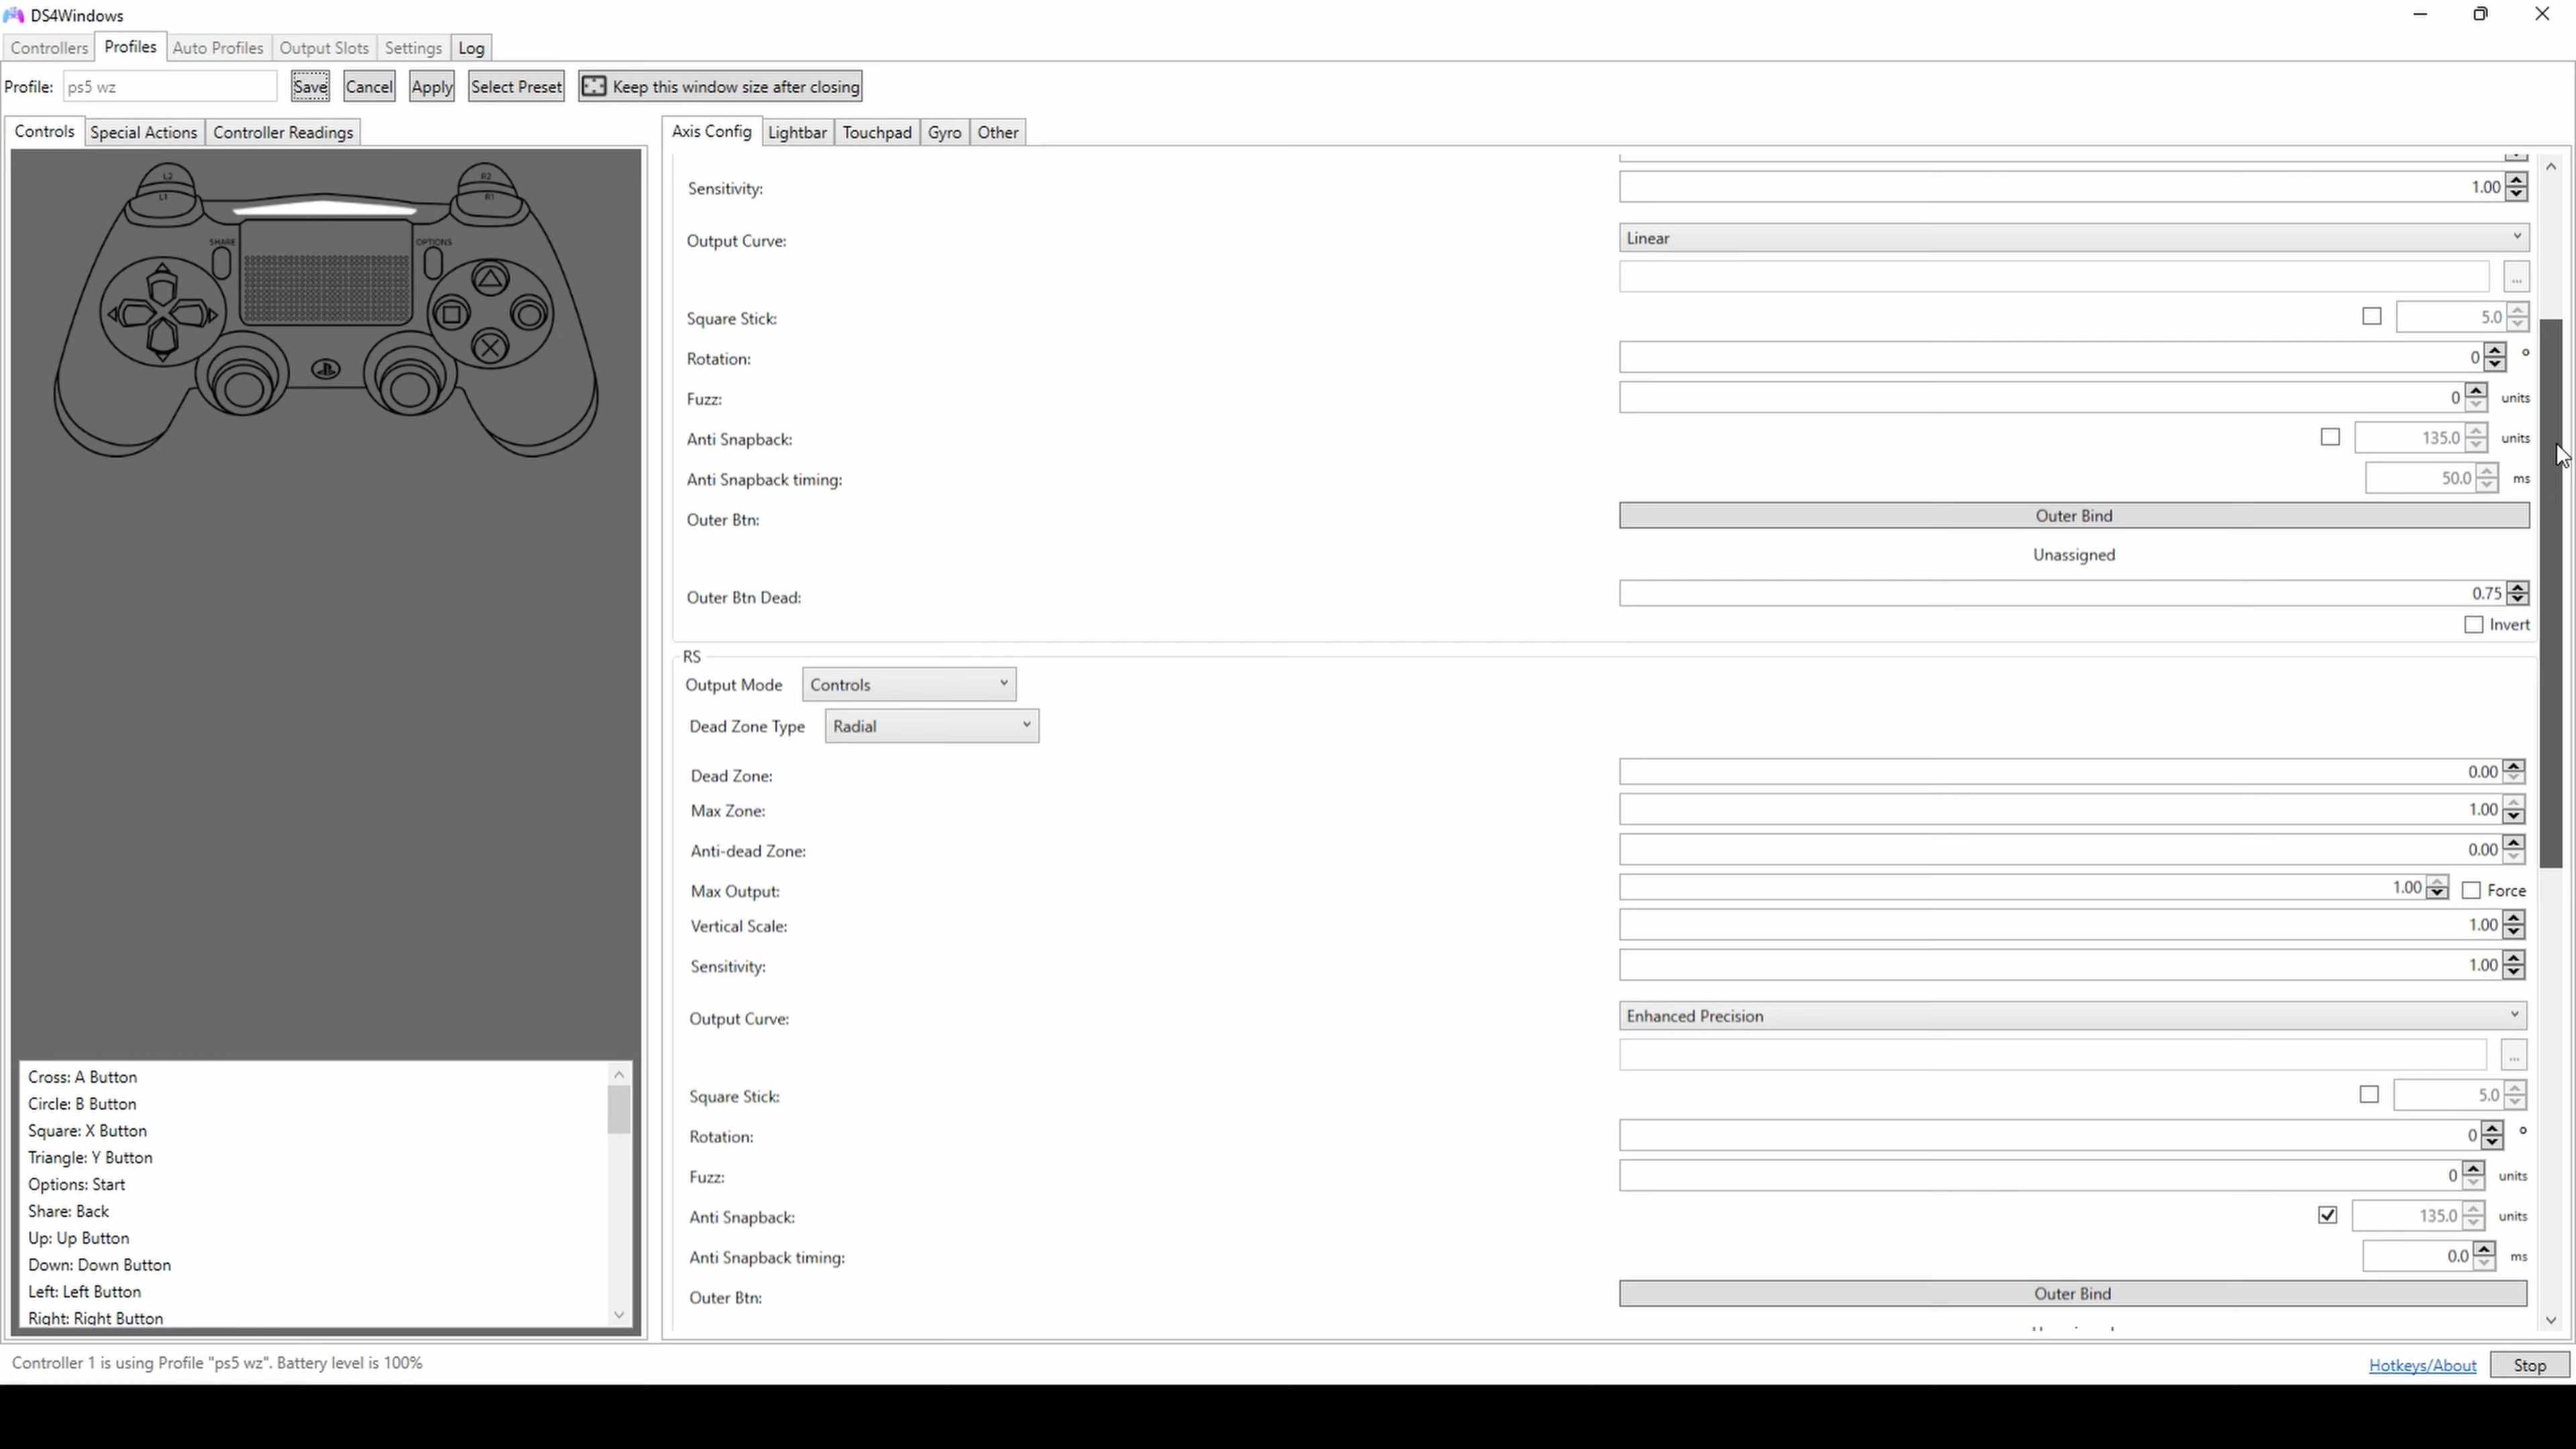 DS4Windows
Controllers Profiles Auto Profiles Output Slots Settings Log
Profile: ps5 wz Save Cancel Apply Select Preset Keep this window size after closing
Controls Special Actions Controller Readings
L2 R2
L1 R1
SHARE OPTIONS
Cross: A Button
Circle: B Button
Square: X Button
Triangle: Y Button
Options: Start
Share: Back
Up: Up Button
Down: Down Button
Left: Left Button
Right: Right Button
Axis Config Lightbar Touchpad Gyro Other
Sensitivity: 1.00
Output Curve: Linear
...
Square Stick: 5.0
Rotation: 0 °
Fuzz: 0 units
Anti Snapback: 135.0 units
Anti Snapback timing: 50.0 ms
Outer Btn: Outer Bind
Unassigned
Outer Btn Dead: 0.75
Invert
RS
Output Mode Controls
Dead Zone Type Radial
Dead Zone: 0.00
Max Zone: 1.00
Anti-dead Zone: 0.00
Max Output: 1.00 Force
Vertical Scale: 1.00
Sensitivity: 1.00
Output Curve: Enhanced Precision
...
Square Stick: 5.0
Rotation: 0 °
Fuzz: 0 units
Anti Snapback: 135.0 units
Anti Snapback timing: 0.0 ms
Outer Btn: Outer Bind
Controller 1 is using Profile "ps5 wz". Battery level is 100%
Hotkeys/About Stop